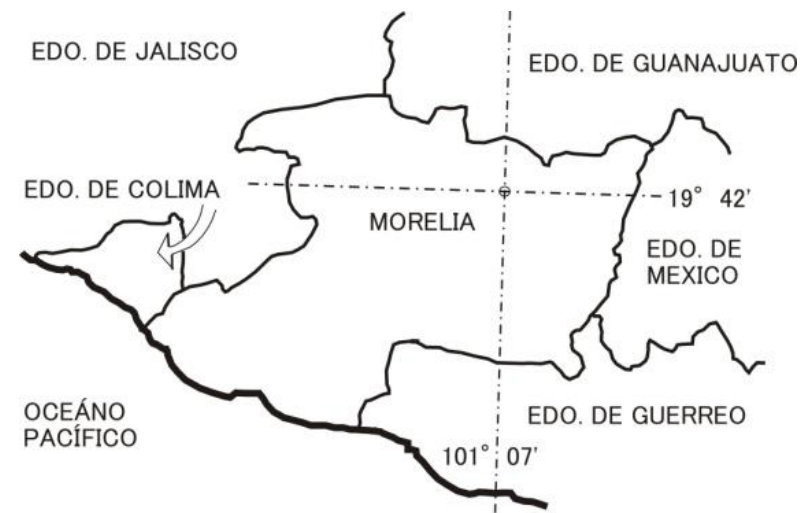 EDO. DE JALISCO
EDO. DE GUANAJUATO
EDO. DE COLIMA
19° 42'
MORELIA
EDO. DE
MEXICO
OCEÁNO
PACÍFICO
EDO. DE GUERREO
101° 07'